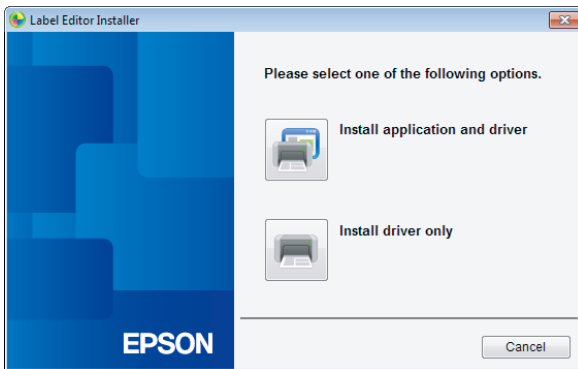 Label Editor Installer
Please select one of the following options.
Install application and driver
Install driver only
EPSON
Cancel